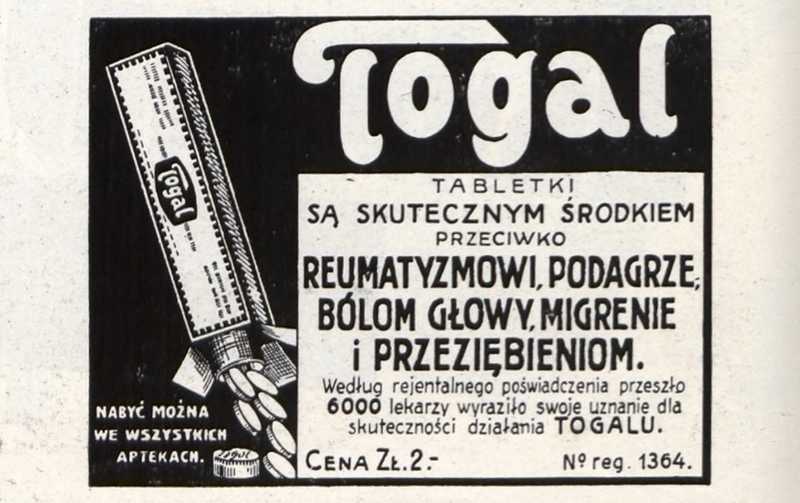 Togal
TABLETKI
SĄ SKUTECZNYM ŚRODKIEM
PRZECIWKO
REUMATYZMOWI, PODAGRZE,
BÓLOM GŁOWY, MIGRENIE
i PRZEZIĘBIENIOM.
Według rejentalnego poświadczenia przeszło
6000 lekarzy wyraziło swoje uznanie dla
skuteczności działania TOGALU.
CENA ZŁ. 2.-
Nº reg. 1364.
Togal
NABYĆ MOŻNA
WE WSZYSTKICH
APTEKACH.
Togal